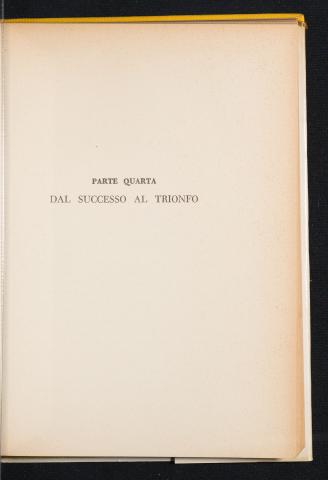 PARTE QUARTA
DAL SUCCESSO AL TRIONFO